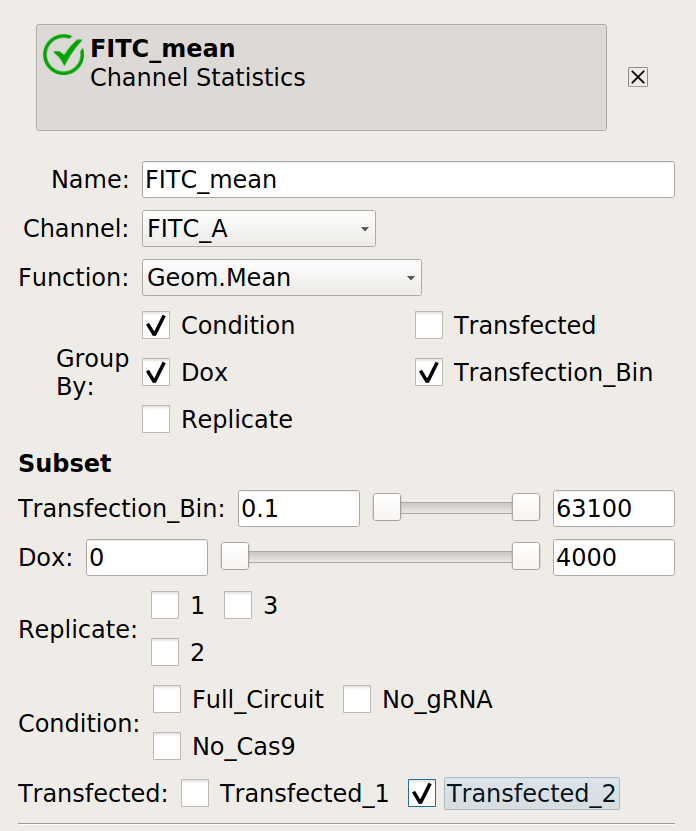 FITC_mean
Channel Statistics
Name: FITC_mean
Channel: FITC_A
Function: Geom.Mean
Group By:
Condition Transfected
Dox Transfection_Bin
Replicate
Subset
Transfection_Bin: 0.1 63100
Dox: 0 4000
Replicate:
1 3
2
Condition:
Full_Circuit No_gRNA
No_Cas9
Transfected: Transfected_1 Transfected_2